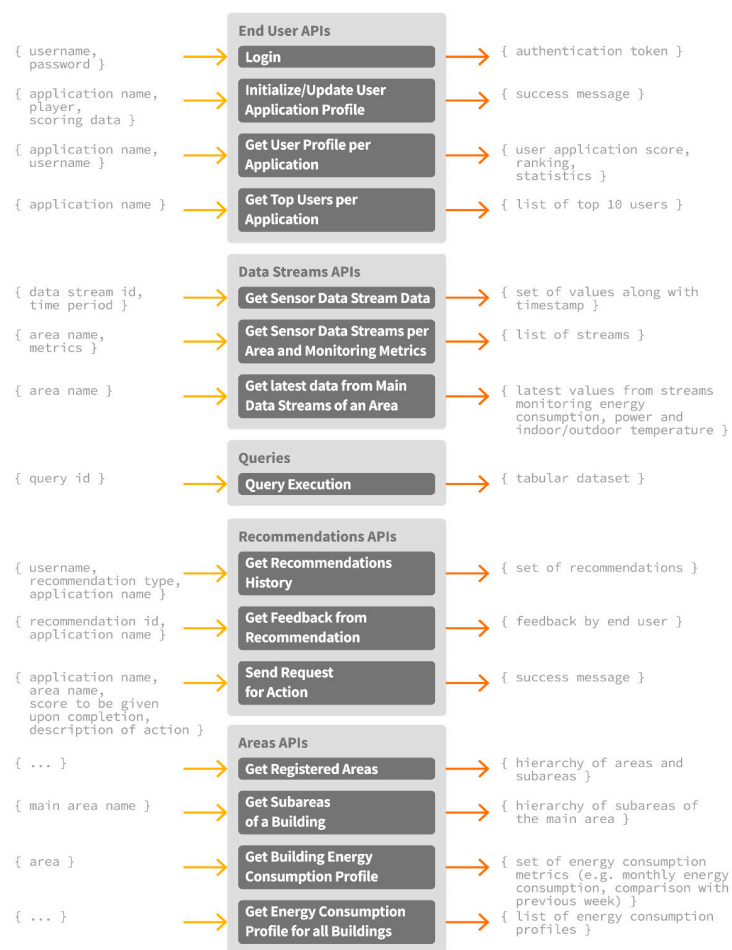 End User APIs
{ username,
password }
Login
{ authentication token }
{ application name,
player,
scoring data }
Initialize/Update User
Application Profile
{ success message }
{ application name,
username }
Get User Profile per
Application
{ user application score,
ranking,
statistics }
{ application name }
Get Top Users per
Application
{ list of top 10 users }
Data Streams APIs
{ data stream id,
time period }
Get Sensor Data Stream Data
{ set of values along with
timestamp }
{ area name,
metrics }
Get Sensor Data Streams per
Area and Monitoring Metrics
{ list of streams }
{ area name }
Get latest data from Main
Data Streams of an Area
{ latest values from streams
monitoring energy
consumption, power and
indoor/outdoor temperature }
Queries
{ query id }
Query Execution
{ tabular dataset }
Recommendations APIs
{ username,
recommendation type,
application name }
Get Recommendations
History
{ set of recommendations }
{ recommendation id,
application name }
Get Feedback from
Recommendation
{ feedback by end user }
{ application name,
area name,
score to be given
upon completion,
description of action }
Send Request
for Action
{ success message }
Areas APIs
{ ... }
Get Registered Areas
{ hierarchy of areas and
subareas }
{ main area name }
Get Subareas
of a Building
{ hierarchy of subareas of
the main area }
{ area }
Get Building Energy
Consumption Profile
{ set of energy consumption
metrics (e.g. monthly energy
consumption, comparison with
previous week) }
{ ... }
Get Energy Consumption
Profile for all Buildings
{ list of energy consumption
profiles }